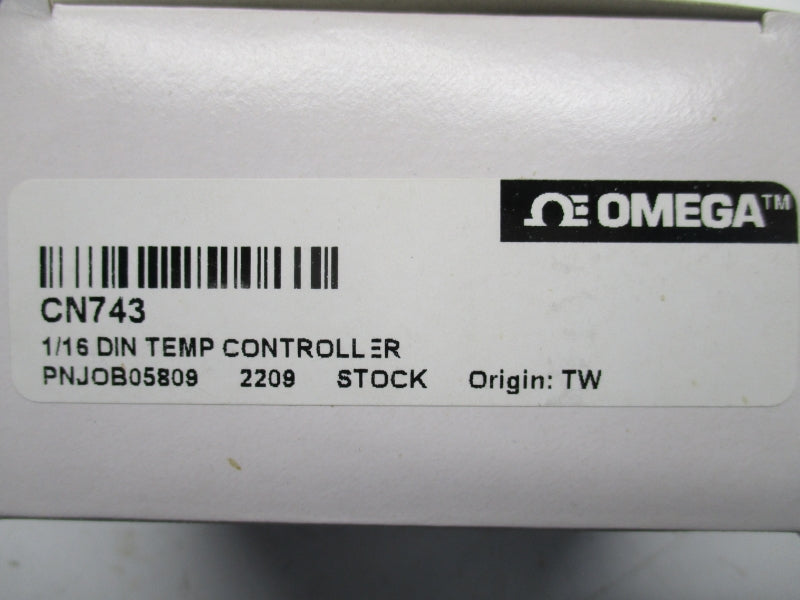 OMEGA™
CN743
1/16 DIN TEMP CONTROLLER
PNJOB05809 2209 STOCK Origin: TW